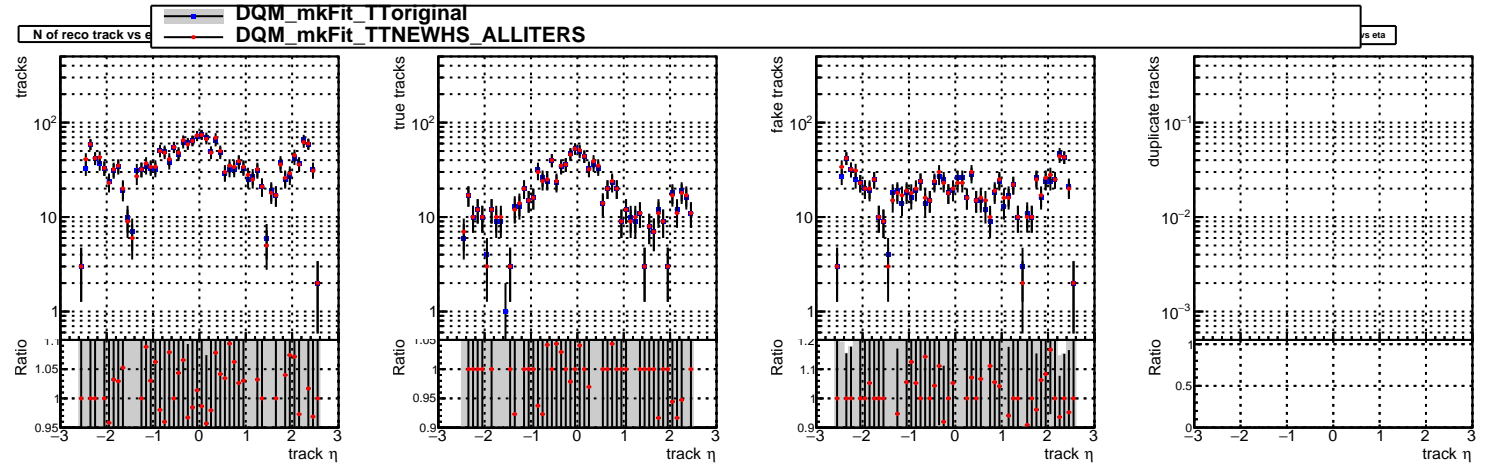 DQM_mkFit_TToriginal
DQM_mkFit_TTNEWHS_ALLITERS
N of reco track vs e
vs eta
tracks
10²
10
1
Ratio
1.1
1.05
1
0.95
−3 −2 −1 0 1 2 3
track η
true tracks
10²
10
1
Ratio
1.05
1
0.95
0.9
−3 −2 −1 0 1 2 3
track η
fake tracks
10²
10
1
Ratio
1.2
1.1
1
0.9
−3 −2 −1 0 1 2 3
track η
duplicate tracks
10⁻¹
10⁻²
10⁻³
Ratio
1
0.5
0
−3 −2 −1 0 1 2 3
track η